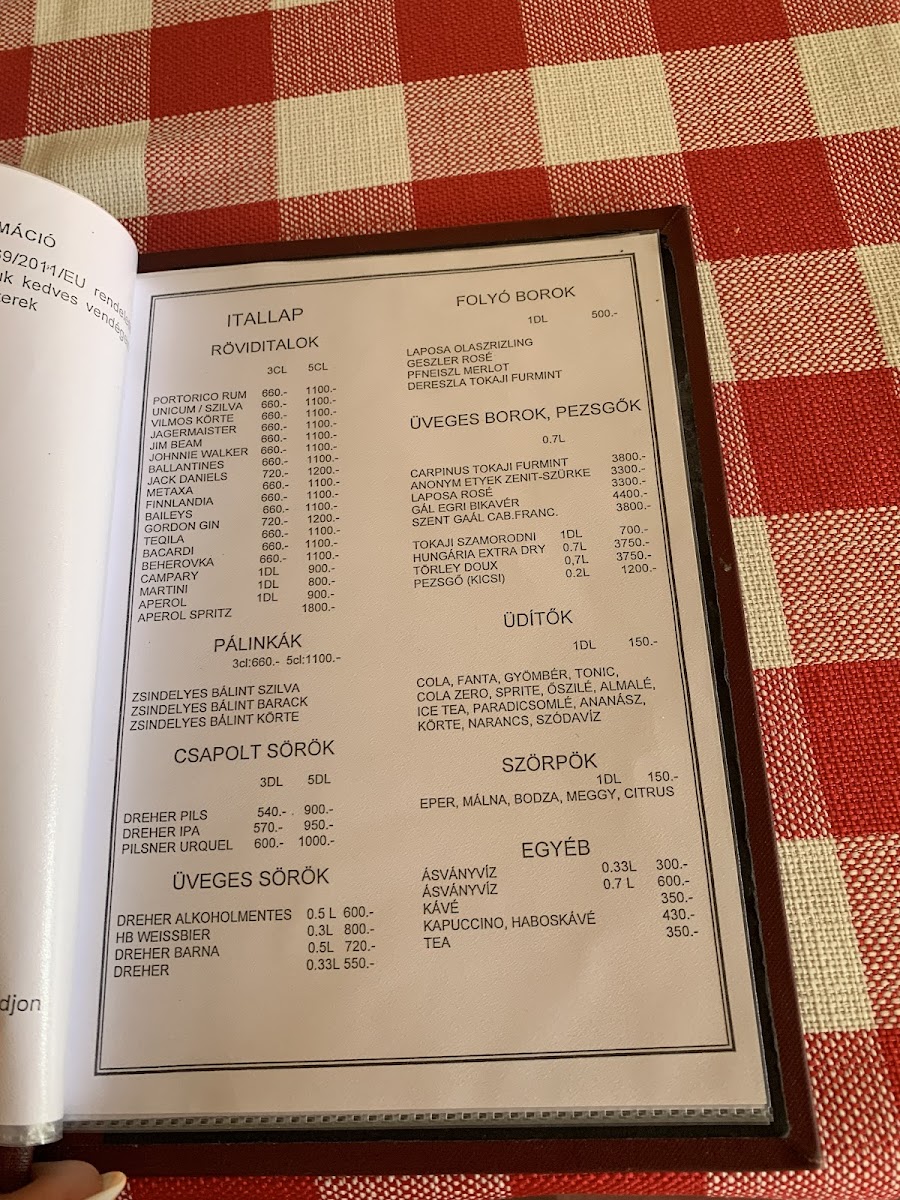 MÁCIÓ
/2011/EU
kedves
djon
ITALLAP
RÖVIDITALOK
3CL 5CL
PORTORICO RUM 660.- 1100.-
UNICUM / SZILVA 660.- 1100.-
VILMOS KÖRTE 660.- 1100.-
JAGERMAISTER 660.- 1100.-
JIM BEAM 660.- 1100.-
JOHNNIE WALKER 660.- 1100.-
BALLANTINES 660.- 1100.-
JACK DANIELS 720.- 1200.-
METAXA 660.- 1100.-
FINNLANDIA 660.- 1100.-
BAILEYS 660.- 1100.-
GORDON GIN 720.- 1200.-
TEQILA 660.- 1100.-
BACARDI 660.- 1100.-
BEHEROVKA 660.- 1100.-
CAMPARY 1DL 900.-
MARTINI 1DL 800.-
APEROL 1DL 900.-
APEROL SPRITZ 1800.-
PÁLINKÁK
3cl:660.- 5cl:1100.-
ZSINDELYES BÁLINT SZILVA
ZSINDELYES BÁLINT BARACK
ZSINDELYES BÁLINT KÖRTE
CSAPOLT SÖRÖK
3DL 5DL
DREHER PILS 540.- 900.-
DREHER IPA 570.- 950.-
PILSNER URQUEL 600.- 1000.-
ÜVEGES SÖRÖK
DREHER ALKOHOLMENTES 0.5 L 600.-
HB WEISSBIER 0.3L 800.-
DREHER BARNA 0.5L 720.-
DREHER 0.33L 550.-
FOLYÓ BOROK
1DL 500.-
LAPOSA OLASZRIZLING
GESZLER ROSÉ
PFNEISZL MERLOT
DERESZLA TOKAJI FURMINT
ÜVEGES BOROK, PEZSGŐK
0.7L
CARPINUS TOKAJI FURMINT 3800.-
ANONYM ETYEK ZENIT-SZÜRKE 3300.-
LAPOSA ROSÉ 3300.-
GÁL EGRI BIKAVÉR 4400.-
SZENT GAÁL CAB.FRANC. 3800.-
TOKAJI SZAMORODNI 1DL 700.-
HUNGÁRIA EXTRA DRY 0.7L 3750.-
TÖRLEY DOUX 0,7L 3750.-
PEZSGŐ (KICSI) 0.2L 1200.-
ÜDÍTŐK
1DL 150.-
COLA, FANTA, GYÖMBÉR, TONIC,
COLA ZERO, SPRITE, ŐSZILÉ, ALMALÉ,
ICE TEA, PARADICSOMLÉ, ANANÁSZ,
KÖRTE, NARANCS, SZÓDAVÍZ
SZÖRPÖK
1DL 150.-
EPER, MÁLNA, BODZA, MEGGY, CITRUS
EGYÉB
ÁSVÁNYVÍZ 0.33L 300.-
ÁSVÁNYVÍZ 0.7 L 600.-
KÁVÉ 350.-
KAPUCCINO, HABOSKÁVÉ 430.-
TEA 350.-